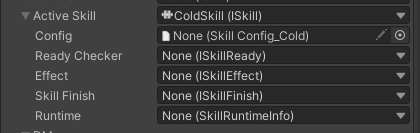 Active Skill ColdSkill (ISkill)
Config None (Skill Config_Cold)
Ready Checker None (ISkillReady)
Effect None (ISkillEffect)
Skill Finish None (ISkillFinish)
Runtime None (SkillRuntimeInfo)